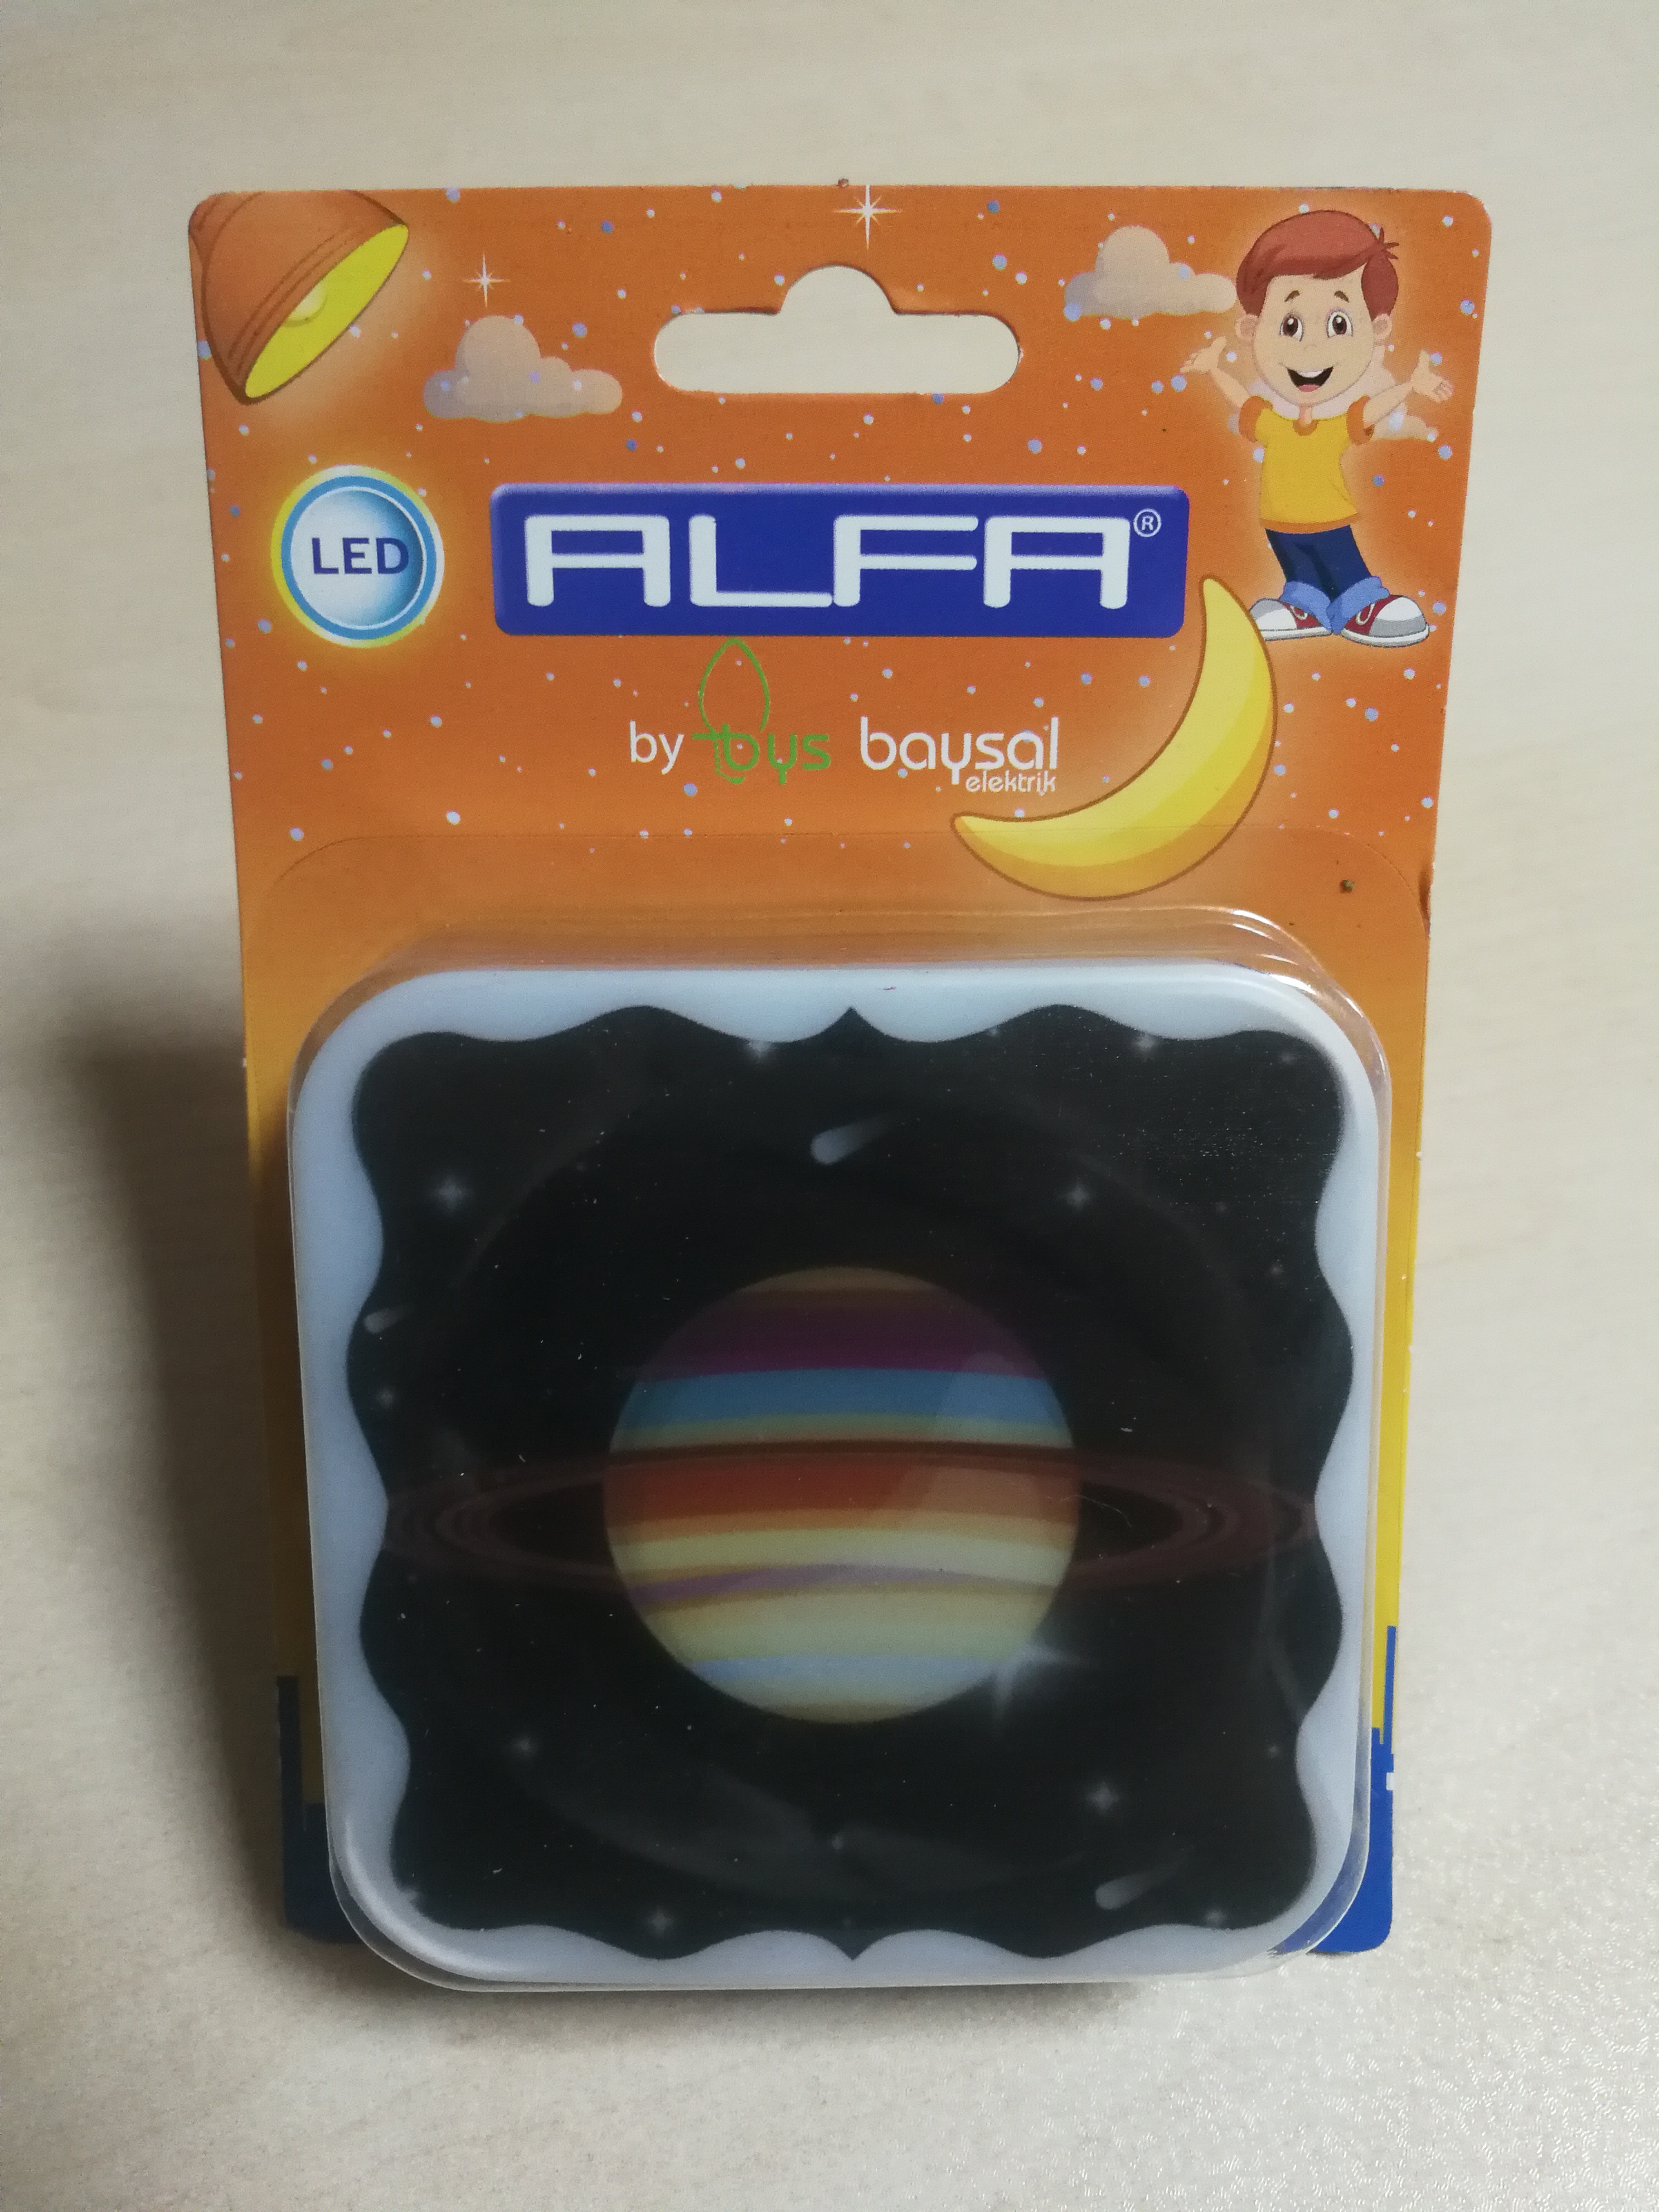 LED
ALFA®
by bys baysal
elektrik